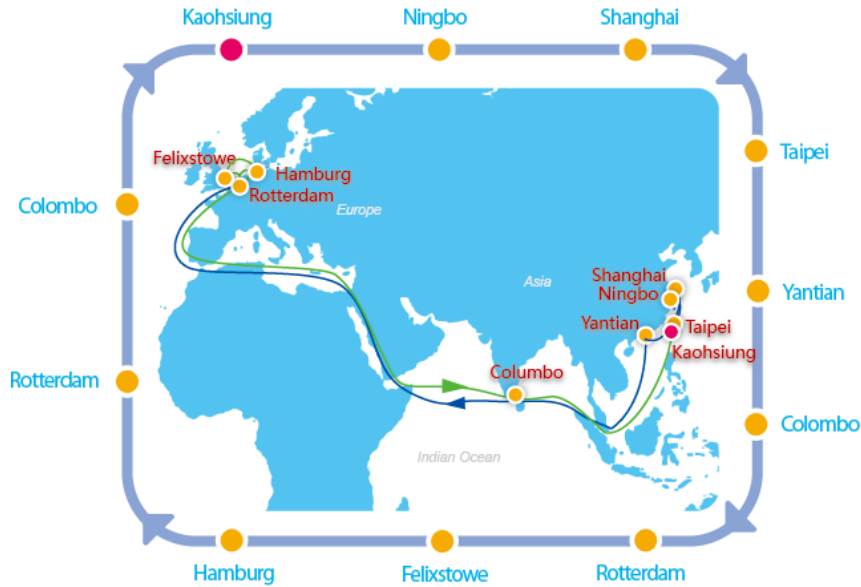 Kaohsiung
Ningbo
Shanghai
Taipei
Yantian
Colombo
Rotterdam
Felixstowe
Hamburg
Rotterdam
Colombo
Felixstowe
Hamburg
Rotterdam
Europe
Asia
Shanghai
Ningbo
Yantian
Taipei
Kaohsiung
Columbo
Indian Ocean